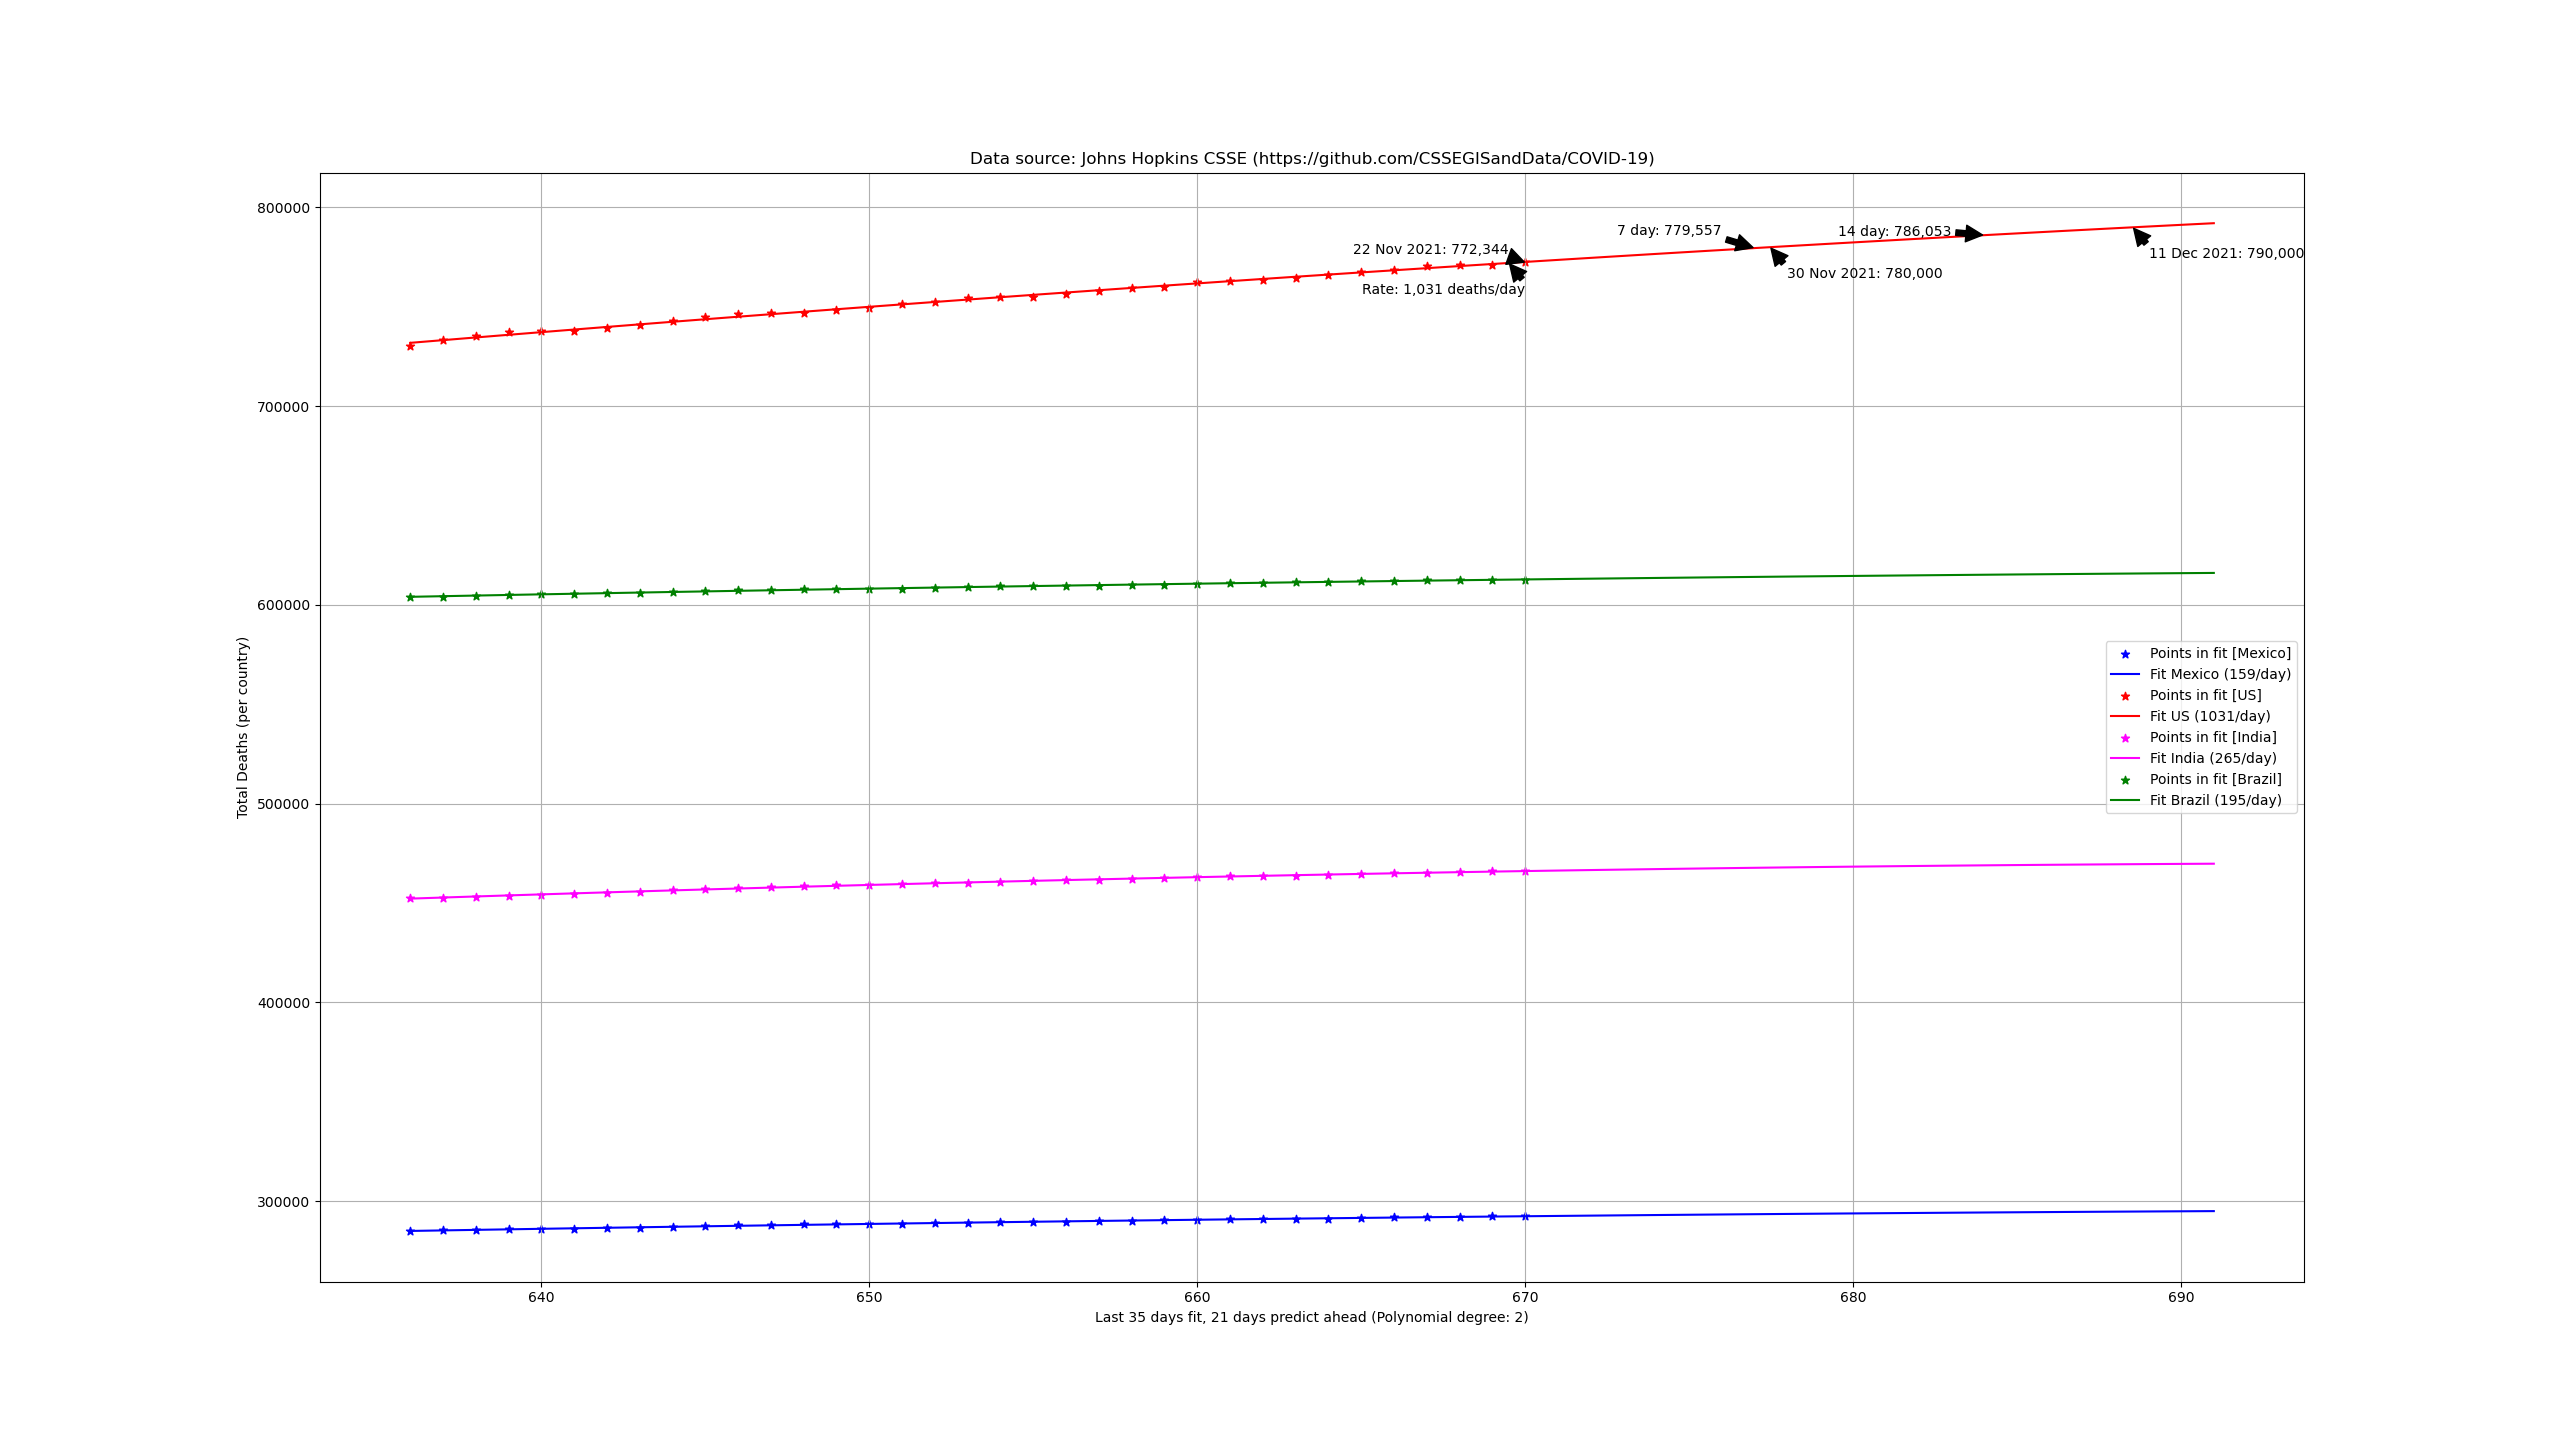 Data source: Johns Hopkins CSSE (https://github.com/CSSEGISandData/COVID-19)
Total Deaths (per country)
800000
700000
600000
500000
400000
300000
22 Nov 2021: 772,344
Rate: 1,031 deaths/day
7 day: 779,557
30 Nov 2021: 780,000
14 day: 786,053
11 Dec 2021: 790,000
Points in fit [Mexico]
Fit Mexico (159/day)
Points in fit [US]
Fit US (1031/day)
Points in fit [India]
Fit India (265/day)
Points in fit [Brazil]
Fit Brazil (195/day)
640
650
660
670
680
690
Last 35 days fit, 21 days predict ahead (Polynomial degree: 2)